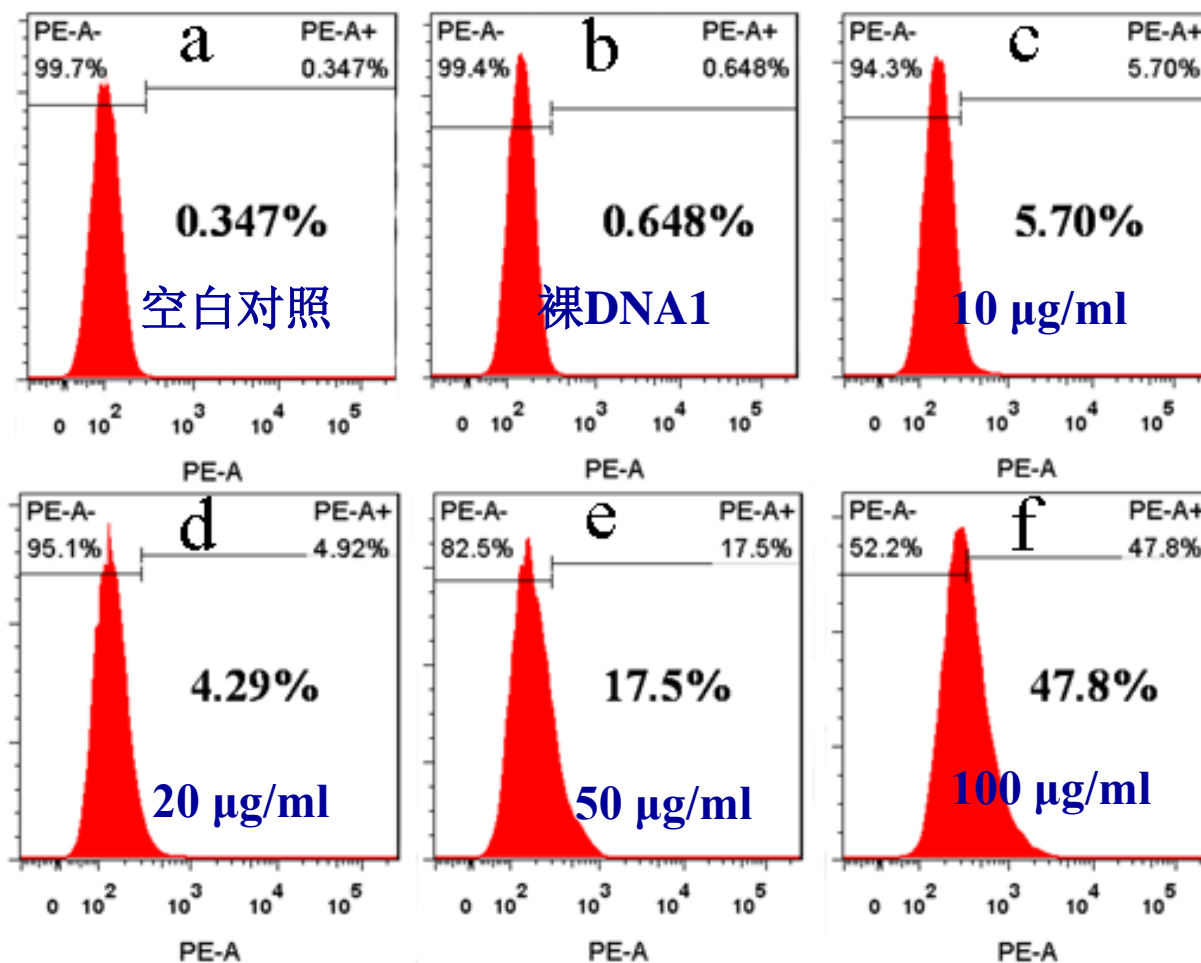 a
PE-A- PE-A+
99.7% 0.347%
0.347%
空白对照
0 10² 10³ 10⁴ 10⁵
PE-A
b
PE-A- PE-A+
99.4% 0.648%
0.648%
裸DNA1
0 10² 10³ 10⁴ 10⁵
PE-A
c
PE-A- PE-A+
94.3% 5.70%
5.70%
10 μg/ml
0 10² 10³ 10⁴ 10⁵
PE-A
d
PE-A- PE-A+
95.1% 4.92%
4.29%
20 μg/ml
0 10² 10³ 10⁴ 10⁵
PE-A
e
PE-A- PE-A+
82.5% 17.5%
17.5%
50 μg/ml
0 10² 10³ 10⁴ 10⁵
PE-A
f
PE-A- PE-A+
52.2% 47.8%
47.8%
100 μg/ml
0 10² 10³ 10⁴ 10⁵
PE-A